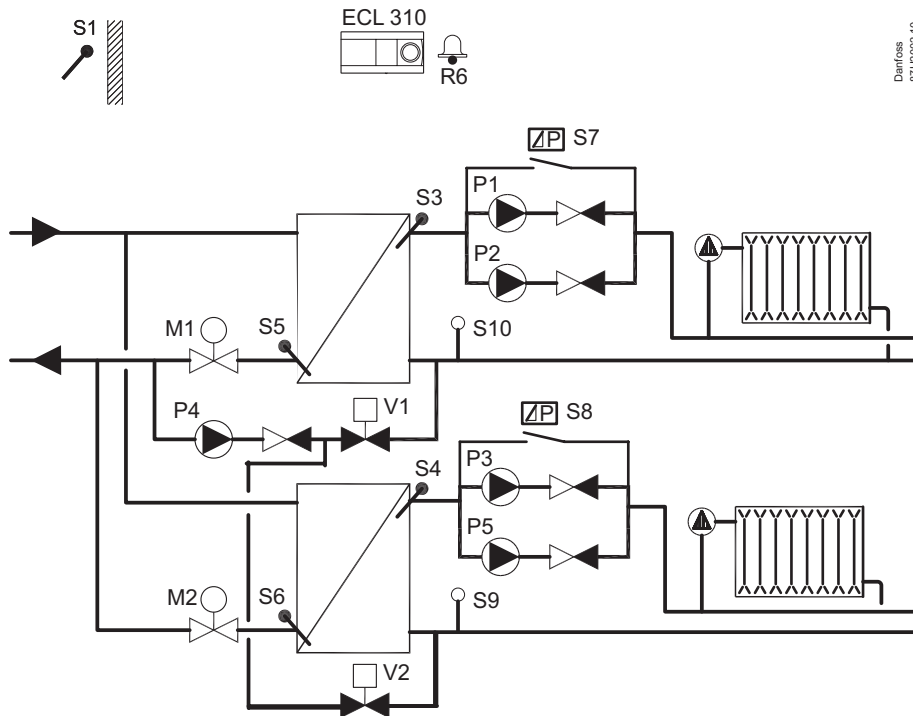 S1
ECL 310
R6
Danfoss
P S7
P1
S3
P2
M1
S5
S10
P4
V1
P S8
S4
P3
P5
M2
S6
S9
V2